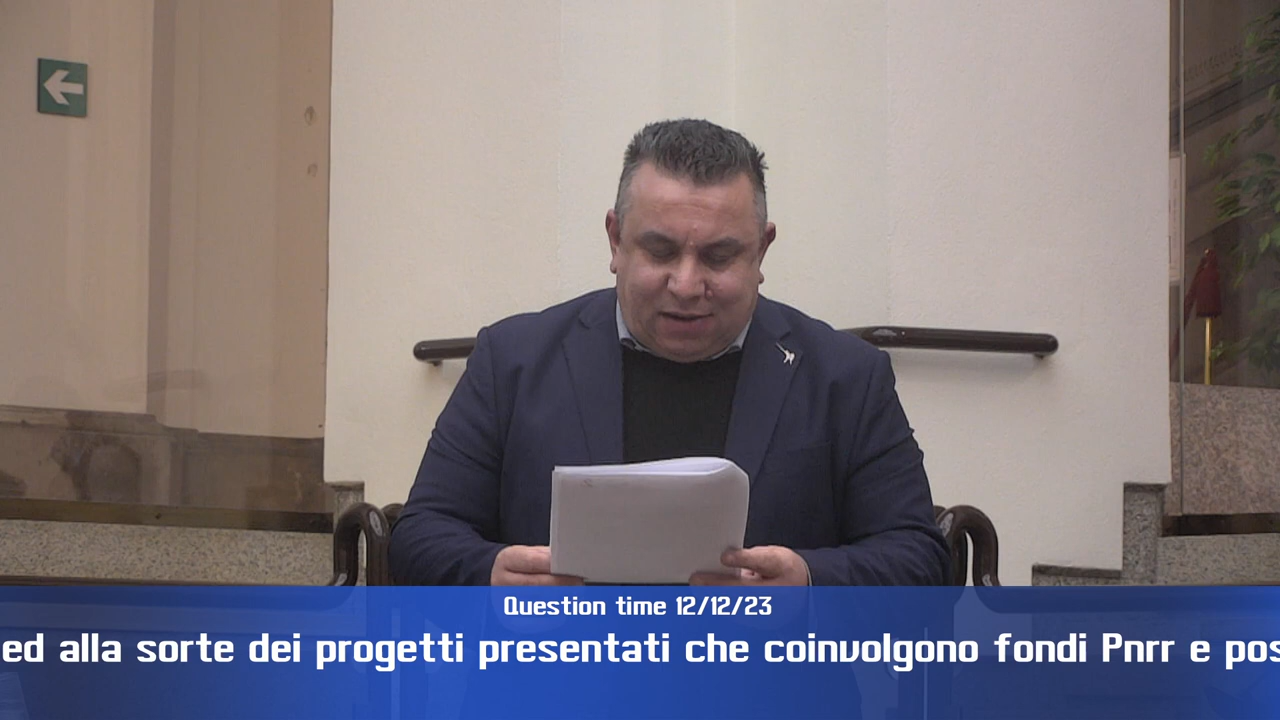 Question time 12/12/23
ed alla sorte dei progetti presentati che coinvolgono fondi Pnrr e pos